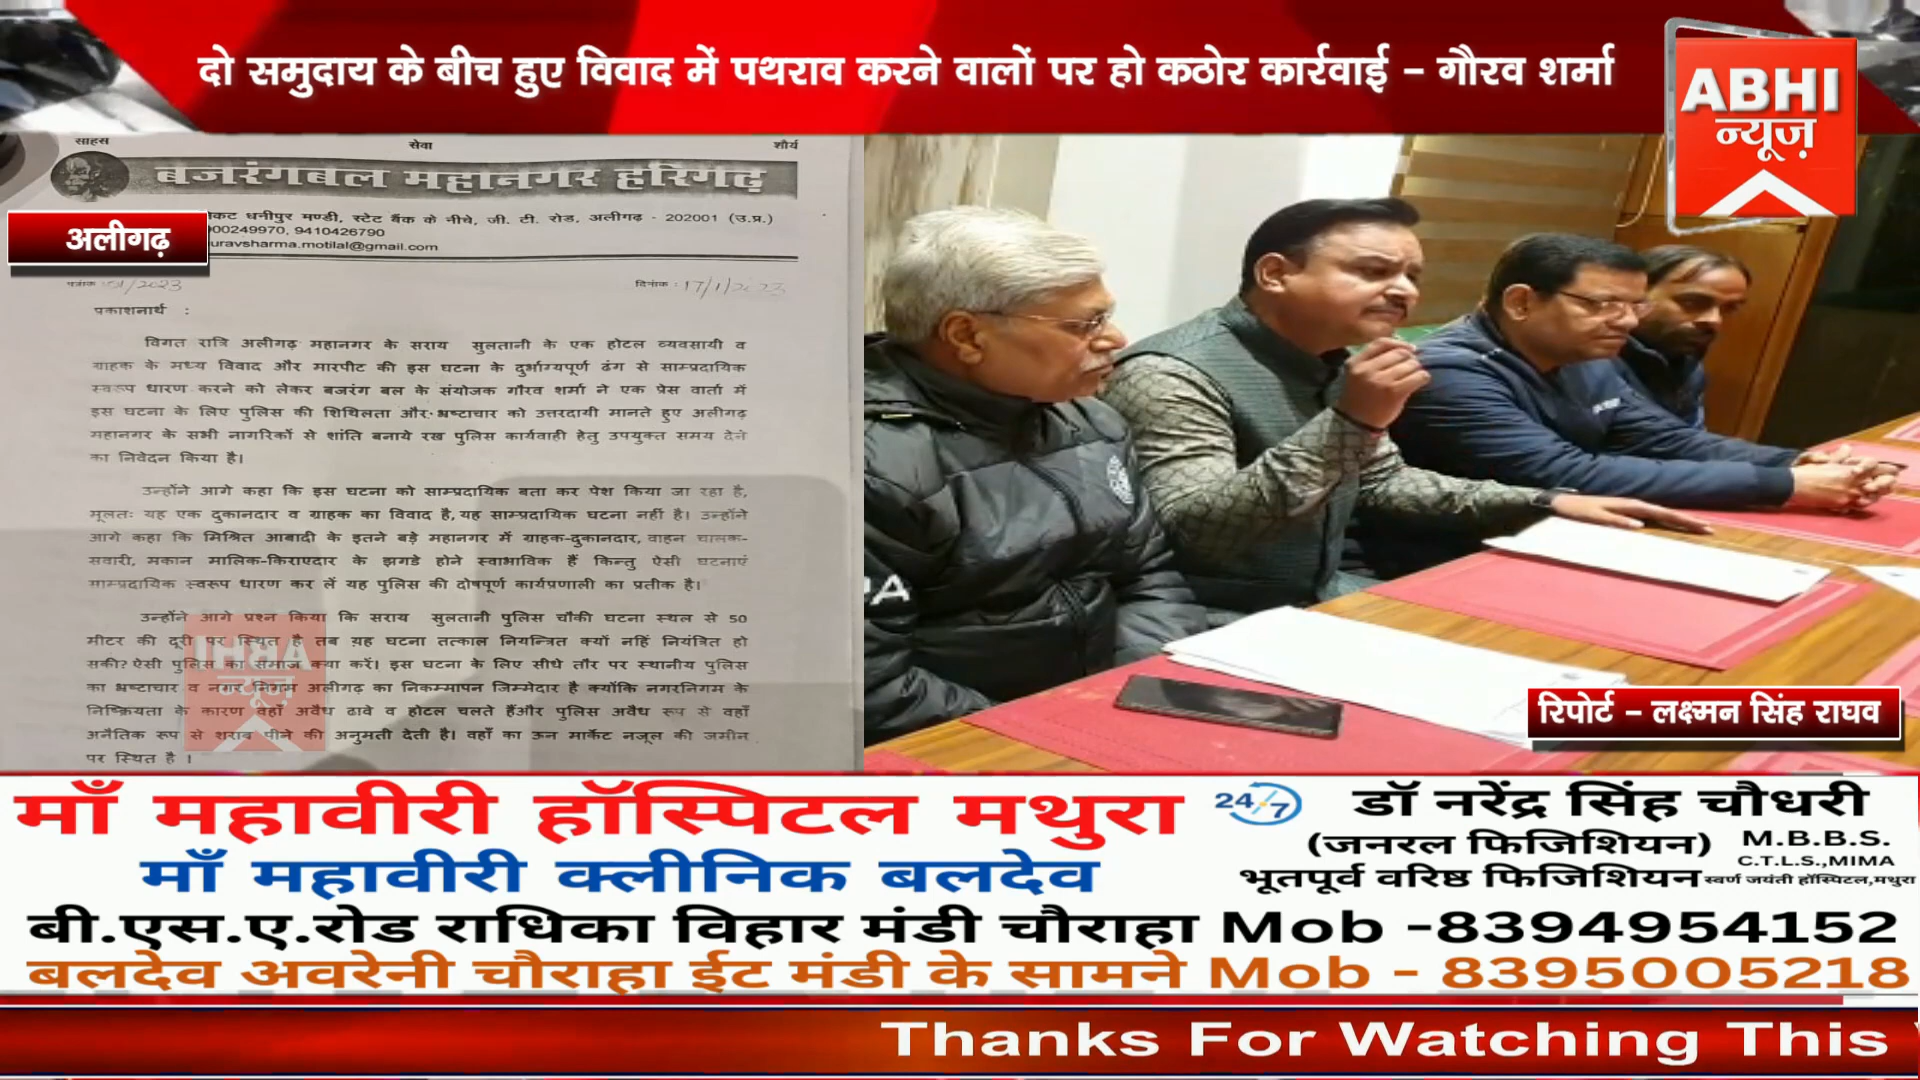 दो समुदाय के बीच हुए विवाद में पथराव करने वालों पर हो कठोर कार्रवाई – गौरव शर्मा
ABHI
न्यूज़
साहस सेवा शौर्य
बजरंगबल महानगर हरिगढ़
अलीगढ़
निकट धनीपुर मण्डी, स्टेट बैंक के नीचे, जी. टी. रोड, अलीगढ़ - 202001 (उ.प्र.)
00249970, 9410426790
uravsharma.motilal@gmail.com
पत्रांक /2023 दिनांक : 17/1/2023
पकाशनार्थ :
विगत रात्रि अलीगढ़ महानगर के सराय सुलतानी के एक होटल व्यवसायी व
ग्राहक के मध्य विवाद और मारपीट की इस घटना के दुर्भाग्यपूर्ण ढंग से साम्प्रदायिक
स्वरूप धारण करने को लेकर बजरंग बल के संयोजक गौरव शर्मा ने एक प्रेस वार्ता में
इस घटना के लिए पुलिस की शिथिलता और भ्रष्टाचार को उत्तरदायी मानते हुए अलीगढ़
महानगर के सभी नागरिकों से शांति बनाये रख पुलिस कार्यवाही हेतु उपयुक्त समय देने
का निवेदन किया है।
उन्होंने आगे कहा कि इस घटना को साम्प्रदायिक बता कर पेश किया जा रहा है,
मूलतः यह एक दुकानदार व ग्राहक का विवाद है, यह साम्प्रदायिक घटना नहीं है। उन्होंने
आगे कहा कि मिश्रित आबादी के इतने बड़े महानगर में ग्राहक-दुकानदार, वाहन चालक-
सवारी, मकान मालिक-किराएदार के झगडे होने स्वाभाविक हैं किन्तु ऐसी घटनाएं
साम्प्रदायिक स्वरूप धारण कर लें यह पुलिस की दोषपूर्ण कार्यप्रणाली का प्रतीक है।
उन्होंने आगे प्रश्न किया कि सराय सुलतानी पुलिस चौकी घटना स्थल से 50
मीटर की दूरी पर स्थित है तब यह घटना तत्काल नियन्त्रित क्यों नहिं नियंत्रित हो
सकी? ऐसी पुलिस का समाज क्या करें। इस घटना के लिए सीधे तौर पर स्थानीय पुलिस
का भ्रष्टाचार व नगर निगम अलीगढ़ का निकम्मापन जिम्मेदार है क्योंकि नगरनिगम के
निष्क्रियता के कारण वहाँ अवैध ढावे व होटल चलते हैंऔर पुलिस अवैध रूप से वहाँ
अनैतिक रूप से शराब पीने की अनुमती देती है। वहाँ का ऊन मार्केट नजूल की जमीन
पर स्थित है ।
ABHI
न्यूज़
रिपोर्ट – लक्ष्मन सिंह राघव
माँ महावीरी हॉस्पिटल मथुरा
24/7
डॉ नरेंद्र सिंह चौधरी
(जनरल फिजिशियन) M.B.B.S.
C.T.L.S.,MIMA
माँ महावीरी क्लीनिक बलदेव
भूतपूर्व वरिष्ठ फिजिशियन स्वर्ण जयंती हॉस्पिटल,मथुरा
बी.एस.ए.रोड राधिका विहार मंडी चौराहा Mob -8394954152
बलदेव अवरेनी चौराहा ईट मंडी के सामने Mob - 8395005218
Thanks For Watching This